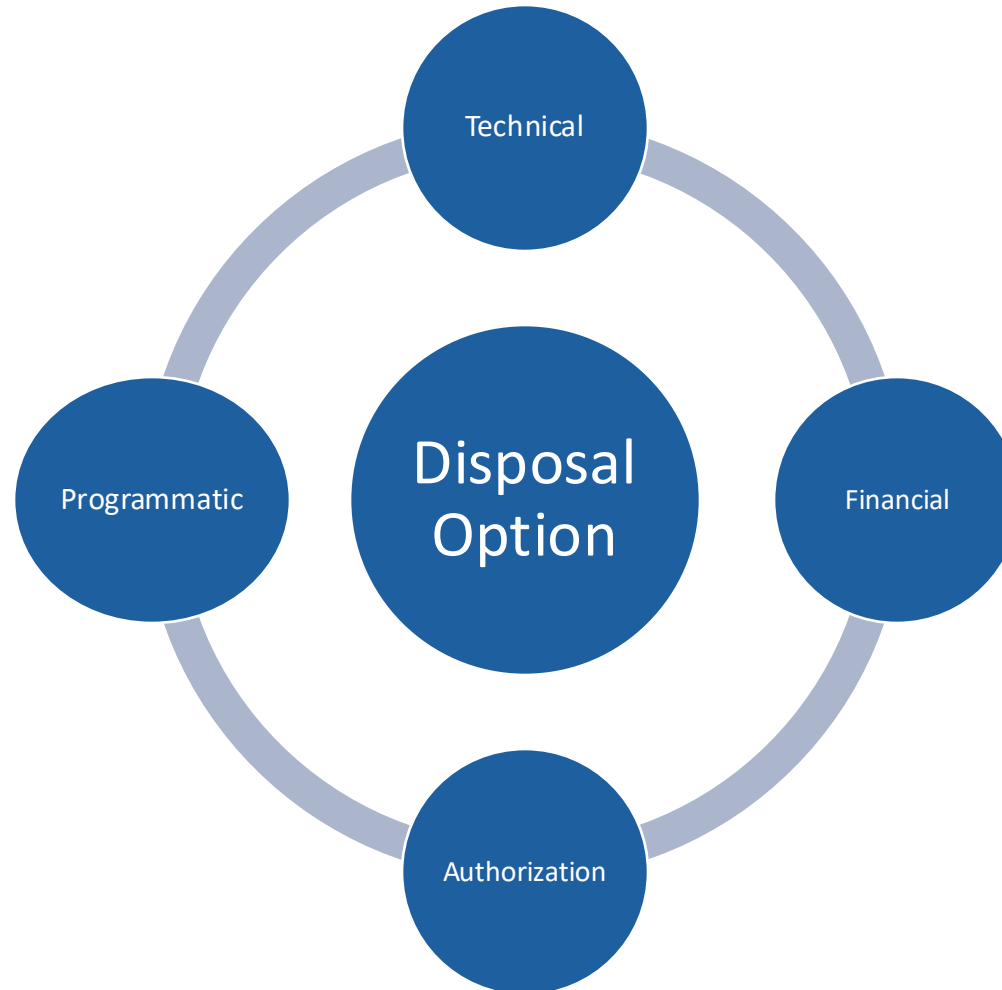 Technical
Disposal
Option
Programmatic
Financial
Authorization